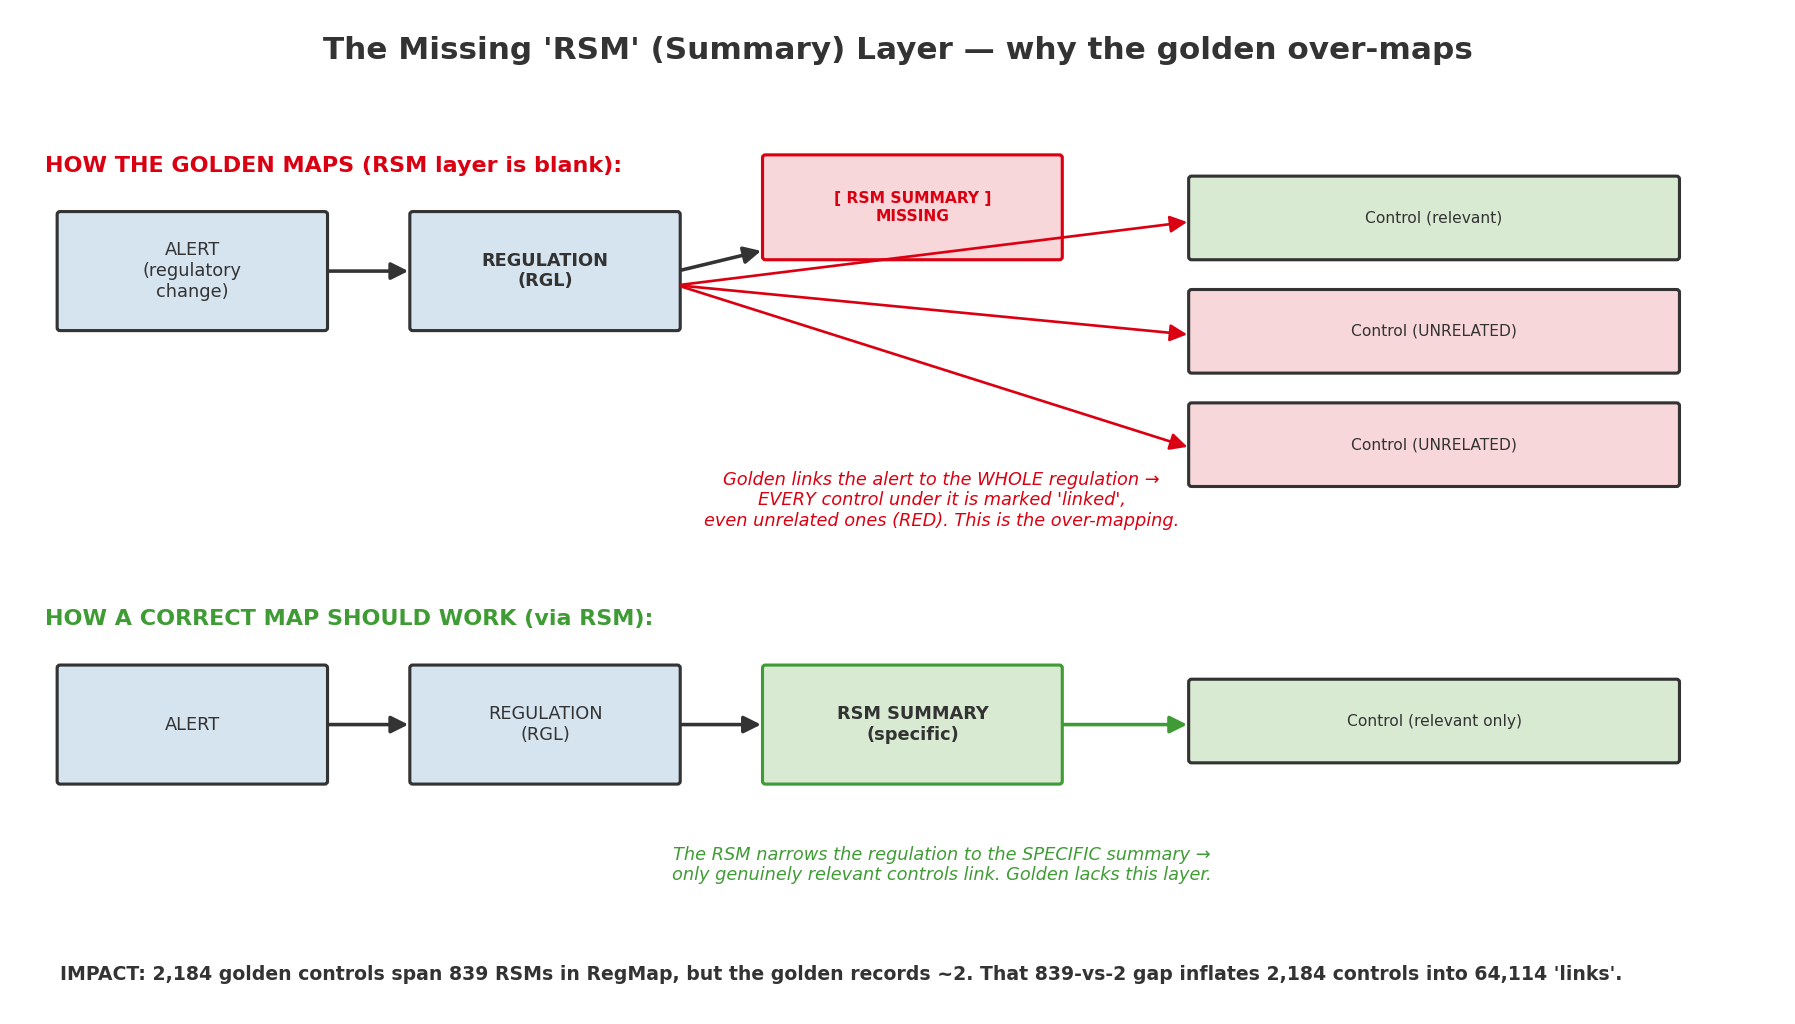 The Missing 'RSM' (Summary) Layer — why the golden over-maps
HOW THE GOLDEN MAPS (RSM layer is blank):
ALERT
(regulatory
change)
REGULATION
(RGL)
[ RSM SUMMARY ]
MISSING
Control (relevant)
Control (UNRELATED)
Control (UNRELATED)
Golden links the alert to the WHOLE regulation →
EVERY control under it is marked 'linked',
even unrelated ones (RED). This is the over-mapping.
HOW A CORRECT MAP SHOULD WORK (via RSM):
ALERT
REGULATION
(RGL)
RSM SUMMARY
(specific)
Control (relevant only)
The RSM narrows the regulation to the SPECIFIC summary →
only genuinely relevant controls link. Golden lacks this layer.
IMPACT: 2,184 golden controls span 839 RSMs in RegMap, but the golden records ~2. That 839-vs-2 gap inflates 2,184 controls into 64,114 'links'.